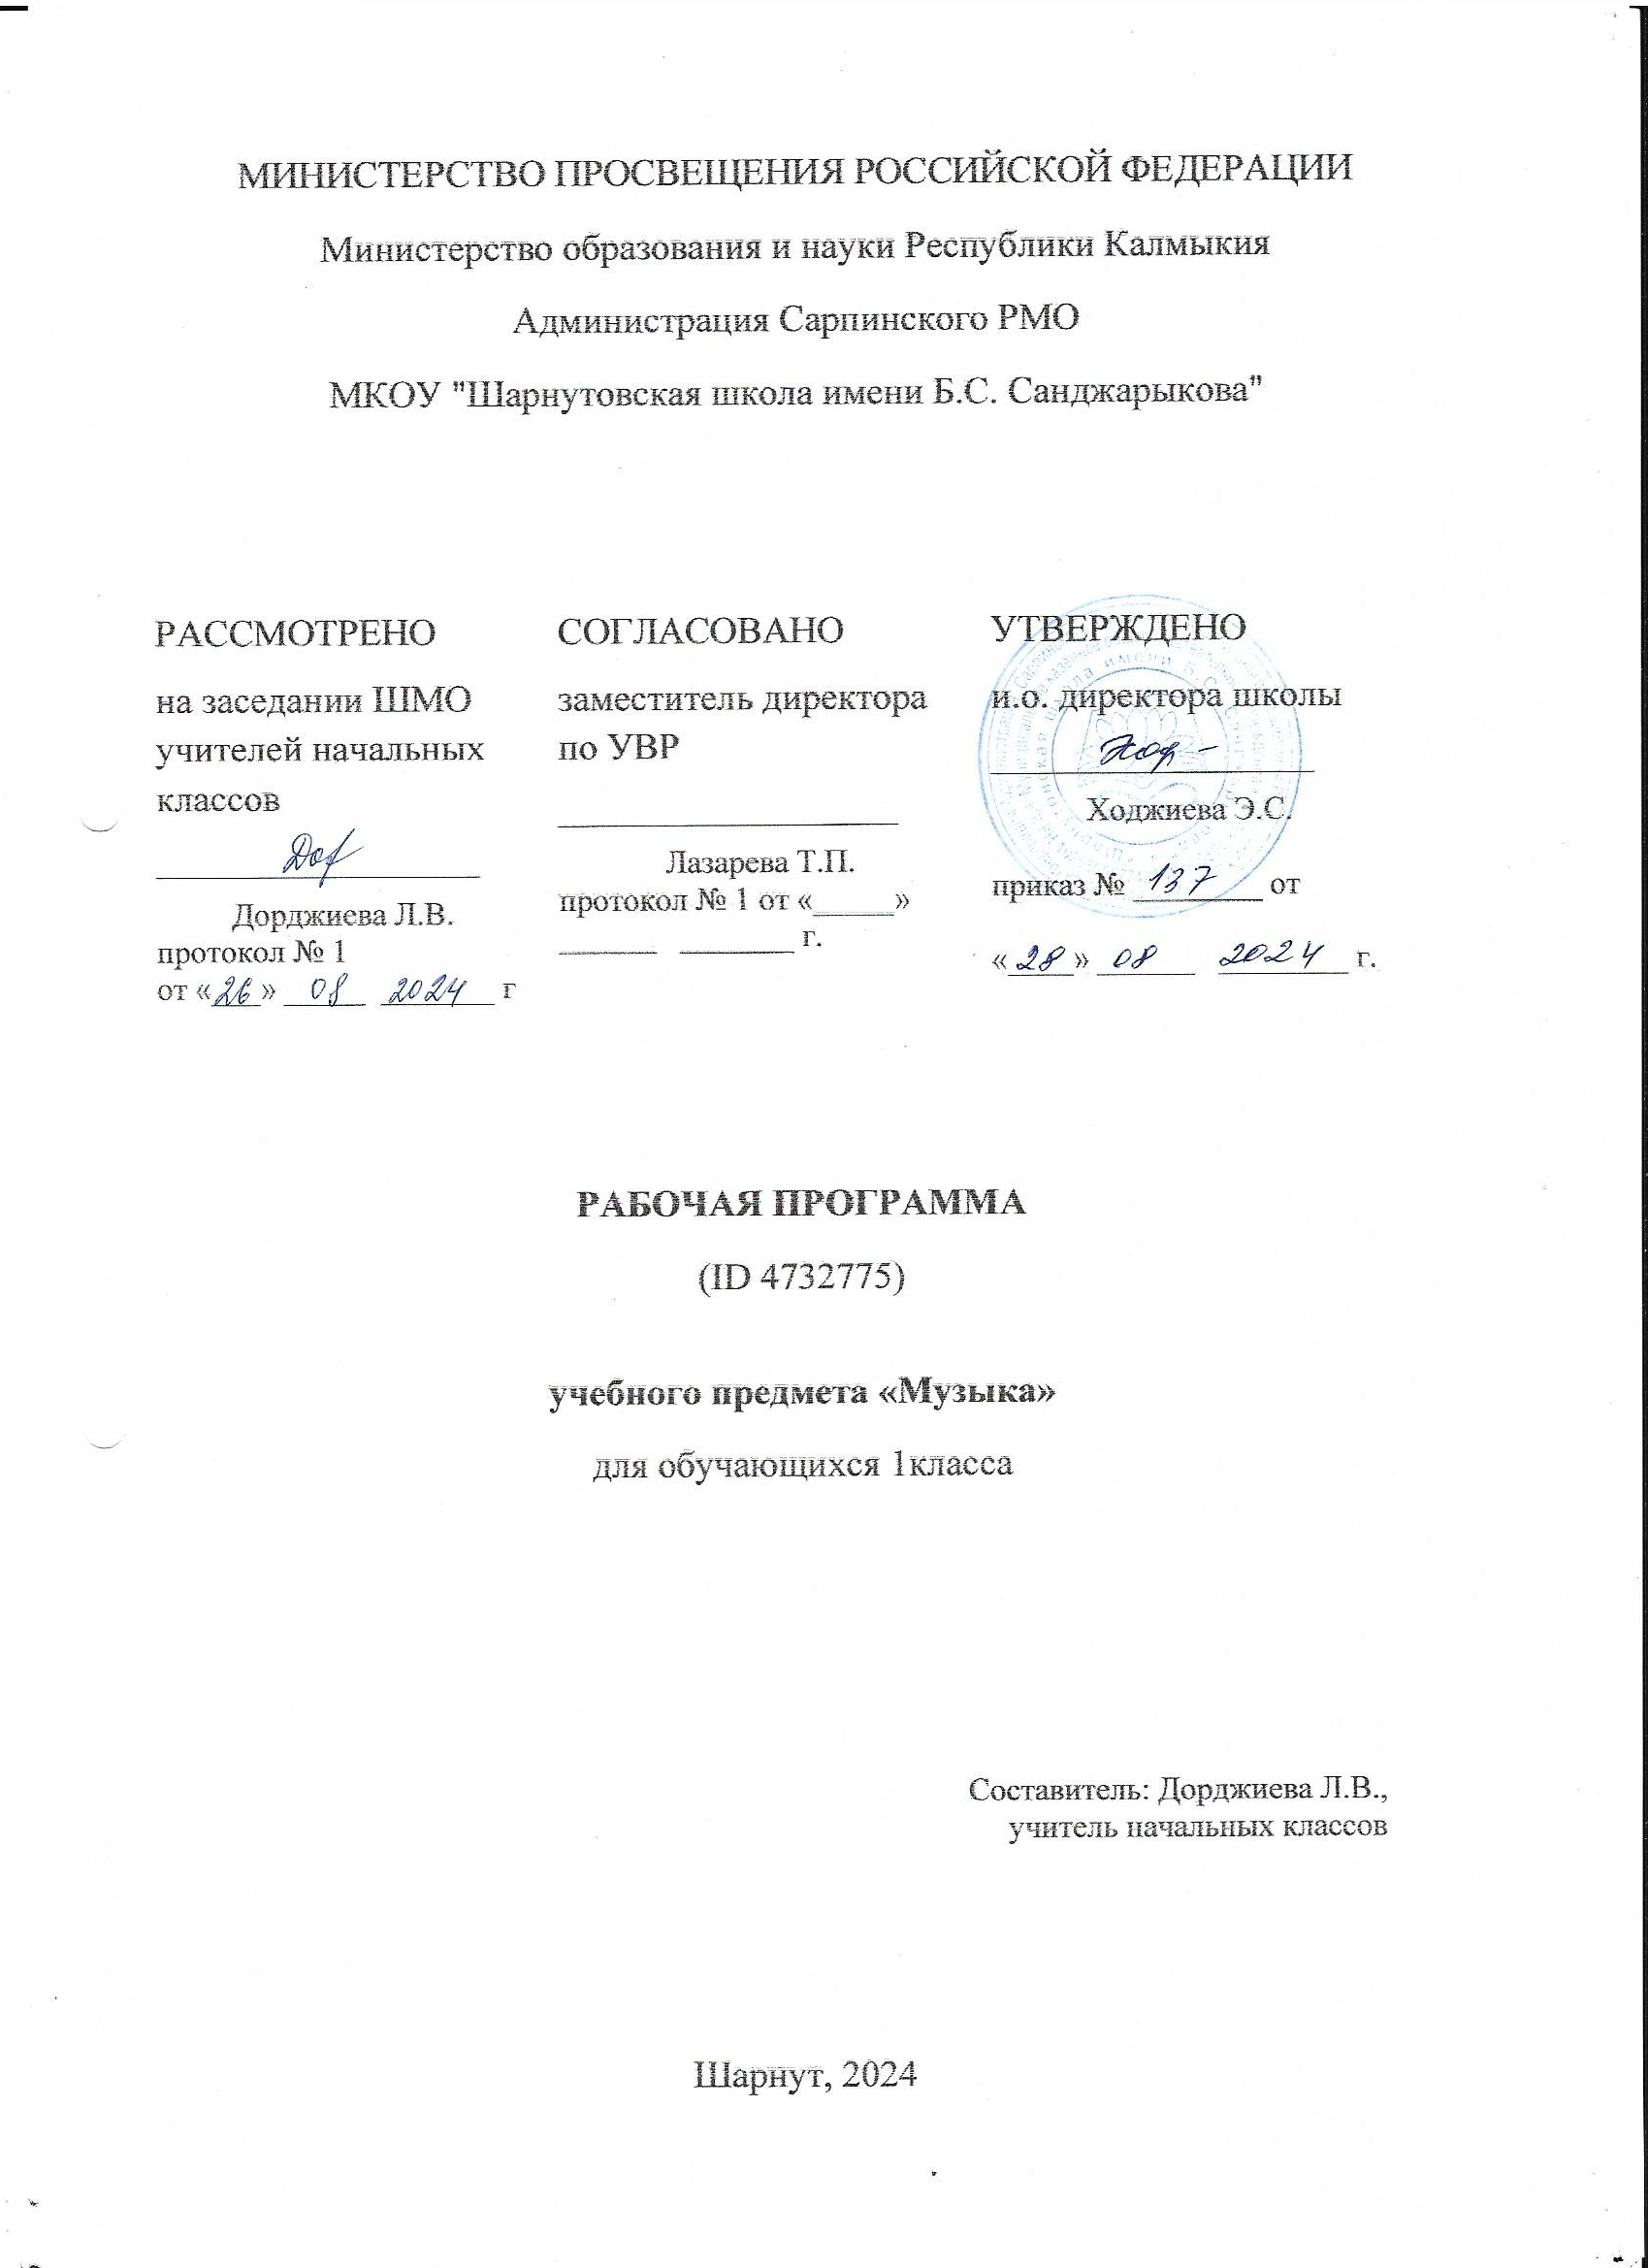 МИНИСТЕРСТВО ПРОСВЕЩЕНИЯ РОССИЙСКОЙ ФЕДЕРАЦИИ
Министерство образования и науки Республики Калмыкия
Администрация Сарпинского РМО
МКОУ "Шарнутовская школа имени Б.С. Санджарыкова"
РАССМОТРЕНО
на заседании ШМО
учителей начальных
классов
Дорджиева Л.В.
протокол № 1
от «26» 08 2024 г
СОГЛАСОВАНО
заместитель директора
по УВР
Лазарева Т.П.
протокол № 1 от «_____»
______ _______ г.
УТВЕРЖДЕНО
и.о. директора школы
Ходжиева Э.С.
приказ № 137 от
«28» 08 2024 г.
РАБОЧАЯ ПРОГРАММА
(ID 4732775)
учебного предмета «Музыка»
для обучающихся 1класса
Составитель: Дорджиева Л.В.,
учитель начальных классов
Шарнут, 2024